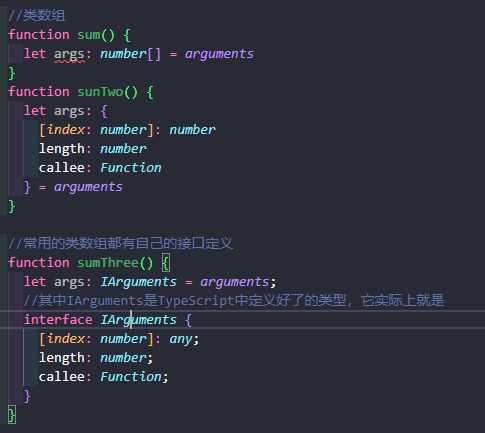 //类数组
function sum() {
  let args: number[] = arguments
}
function sunTwo() {
  let args: {
    [index: number]: number
    length: number
    callee: Function
  } = arguments
}

//常用的类数组都有自己的接口定义
function sumThree() {
  let args: IArguments = arguments;
  //其中IArguments是TypeScript中定义好了的类型, 它实际上就是
  interface IArguments {
    [index: number]: any;
    length: number;
    callee: Function;
  }
}